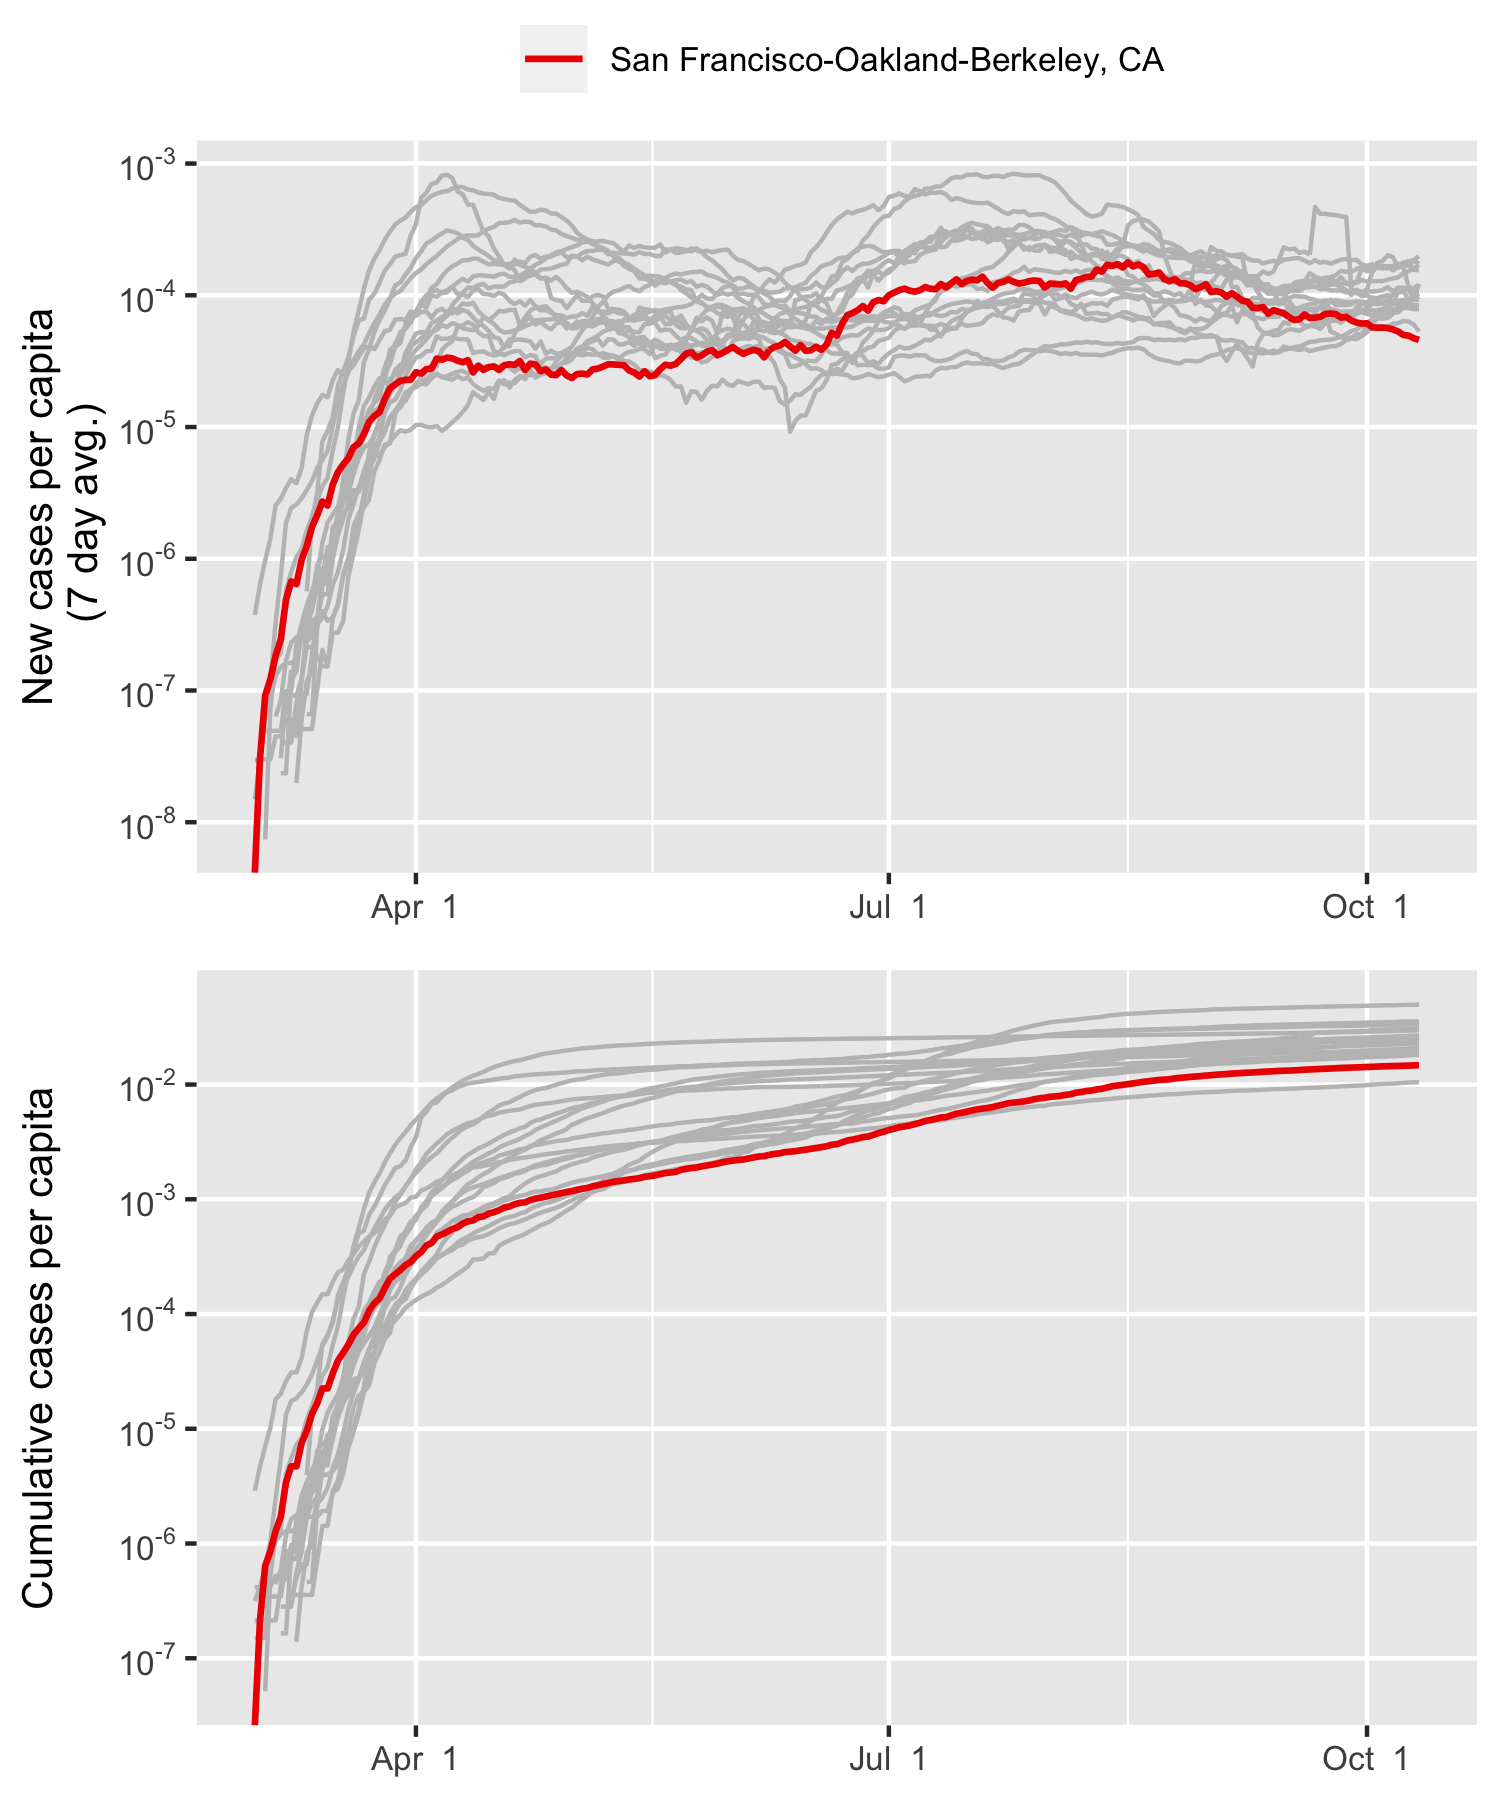 San Francisco-Oakland-Berkeley, CA
New cases per capita
(7 day avg.)
10-3
10-4
10-5
10-6
10-7
10-8
Apr 1
Jul 1
Oct 1
Cumulative cases per capita
10-2
10-3
10-4
10-5
10-6
10-7
Apr 1
Jul 1
Oct 1